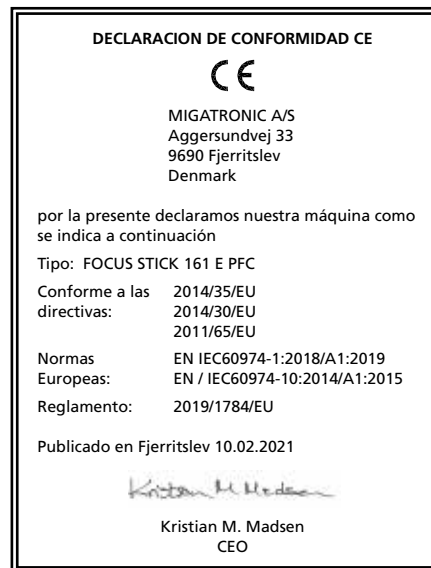 DECLARACION DE CONFORMIDAD CE
CE
MIGATRONIC A/S
Aggersundvej 33
9690 Fjerritslev
Denmark
por la presente declaramos nuestra máquina como
se indica a continuación
Tipo: FOCUS STICK 161 E PFC
Conforme a las 2014/35/EU
directivas: 2014/30/EU
2011/65/EU
Normas EN IEC60974-1:2018/A1:2019
Europeas: EN / IEC60974-10:2014/A1:2015
Reglamento: 2019/1784/EU
Publicado en Fjerritslev 10.02.2021
Kristian M Madsen
Kristian M. Madsen
CEO